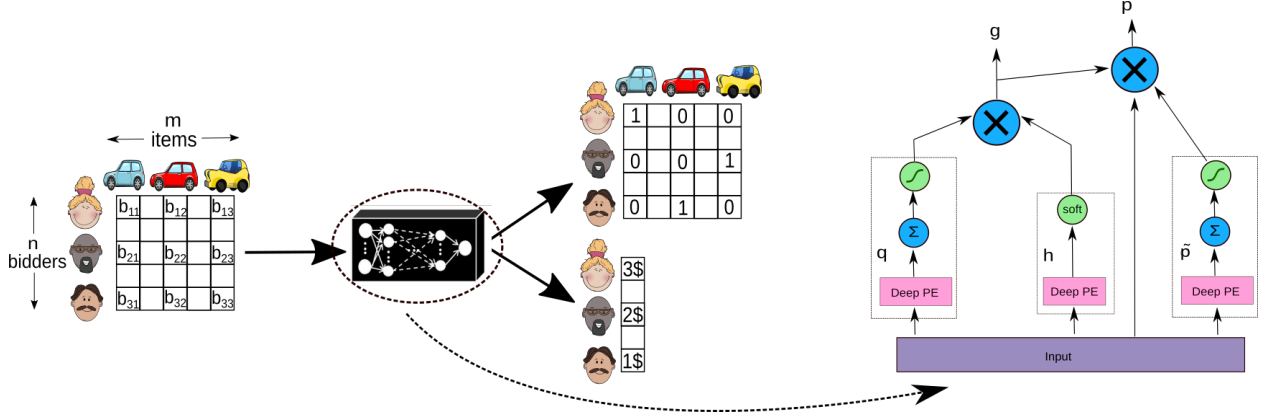 m
items
n
bidders
b11 b12 b13
b21 b22 b23
b31 b32 b33
1 0 0
0 0 1
0 1 0
3$
2$
1$
p
g
soft
Σ Σ
q h p̃
Deep PE Deep PE Deep PE
Input